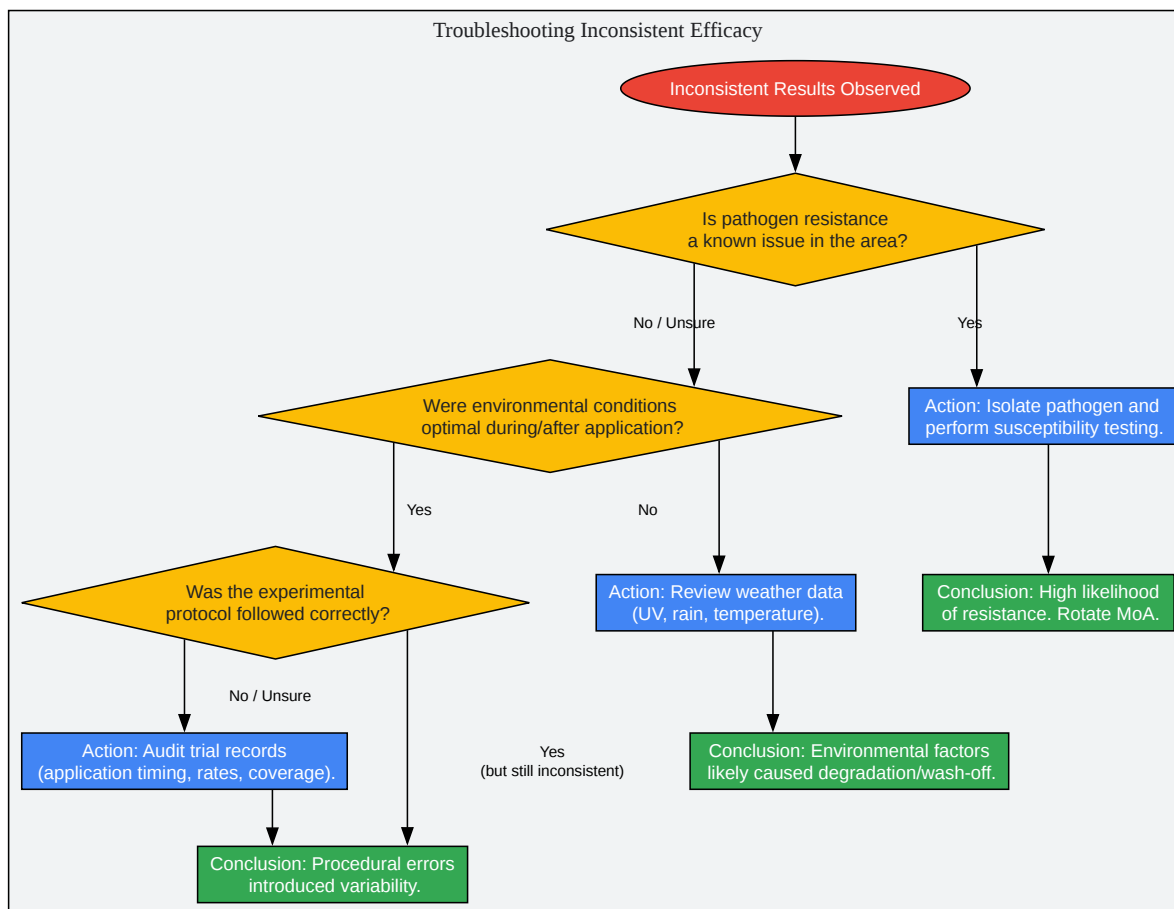 Troubleshooting Inconsistent Efficacy
Inconsistent Results Observed
Is pathogen resistance
a known issue in the area?
No / Unsure
Yes
Were environmental conditions
optimal during/after application?
Action: Isolate pathogen and
perform susceptibility testing.
Yes
No
Was the experimental
protocol followed correctly?
Action: Review weather data
(UV, rain, temperature).
Conclusion: High likelihood
of resistance. Rotate MoA.
No / Unsure
Action: Audit trial records
(application timing, rates, coverage).
Yes
(but still inconsistent)
Conclusion: Environmental factors
likely caused degradation/wash-off.
Conclusion: Procedural errors
introduced variability.